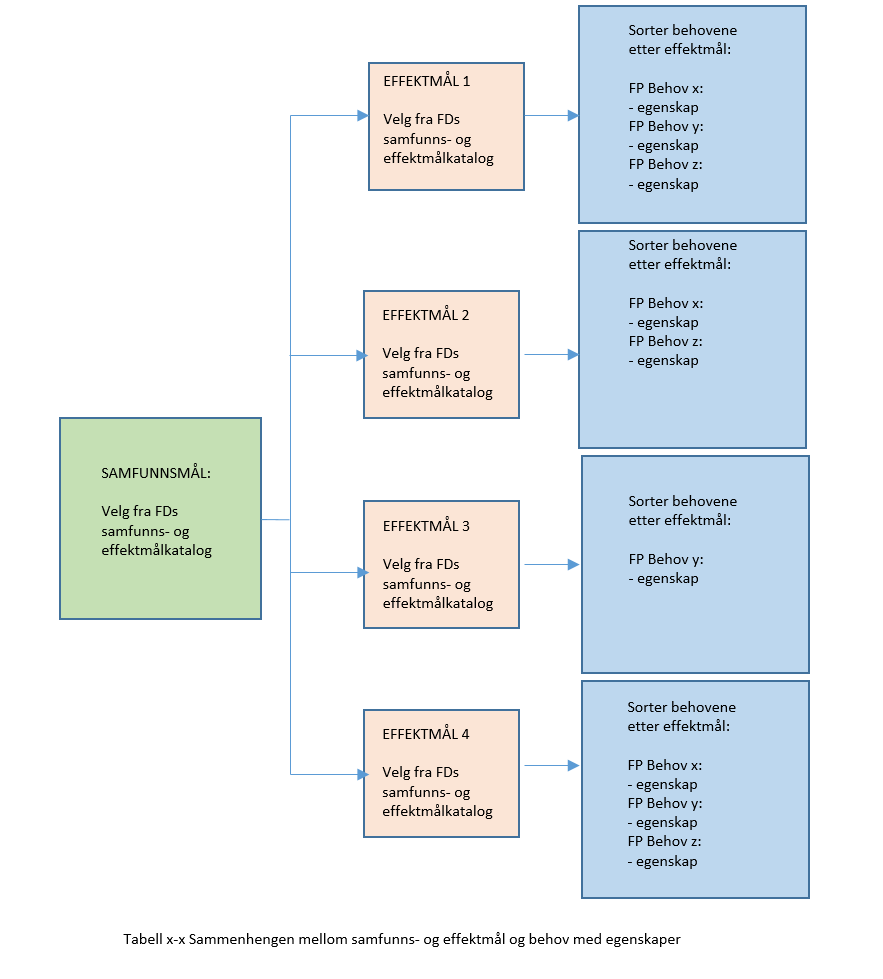 SAMFUNNSMÅL:
Velg fra FDs
samfunns- og
effektmålkatalog
EFFEKTMÅL 1
Velg fra FDs
samfunns- og
effektmålkatalog
Sorter behovene
etter effektmål:
FP Behov x:
- egenskap
FP Behov y:
- egenskap
FP Behov z:
- egenskap
EFFEKTMÅL 2
Velg fra FDs
samfunns- og
effektmålkatalog
Sorter behovene
etter effektmål:
FP Behov x:
- egenskap
FP Behov z:
- egenskap
EFFEKTMÅL 3
Velg fra FDs
samfunns- og
effektmålkatalog
Sorter behovene
etter effektmål:
FP Behov y:
- egenskap
EFFEKTMÅL 4
Velg fra FDs
samfunns- og
effektmålkatalog
Sorter behovene
etter effektmål:
FP Behov x:
- egenskap
FP Behov y:
- egenskap
FP Behov z:
- egenskap
Tabell x-x Sammenhengen mellom samfunns- og effektmål og behov med egenskaper